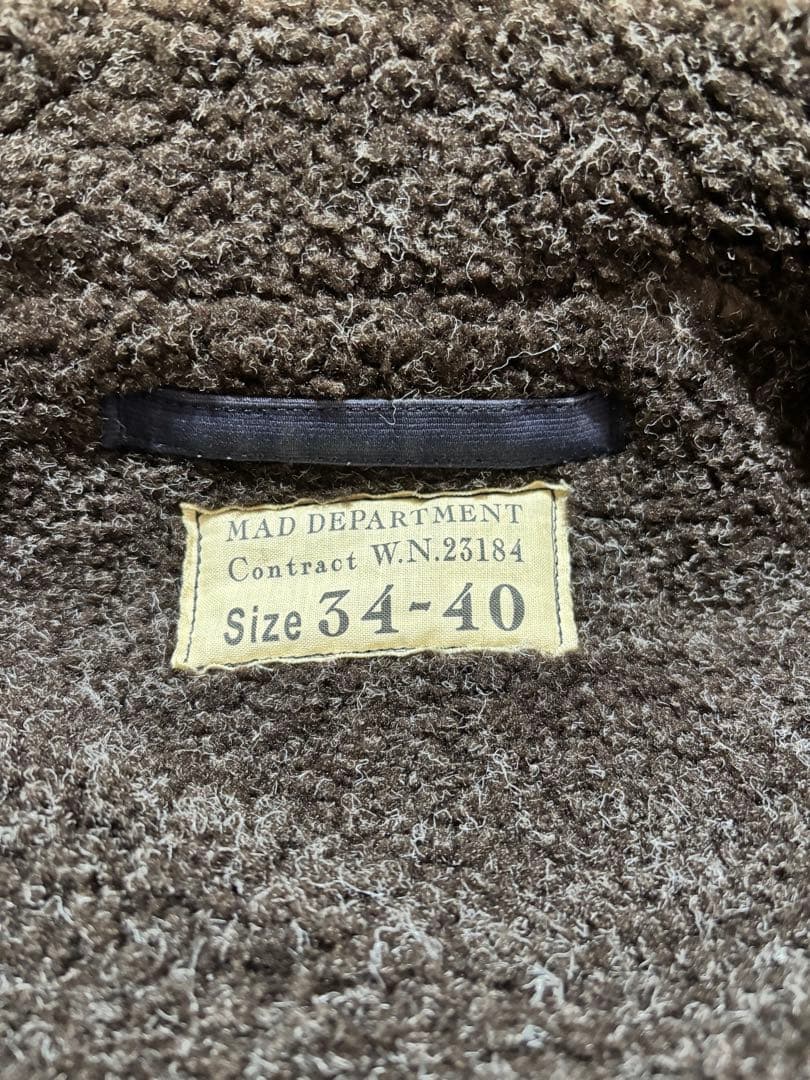 MAD DEPARTMENT
Contract W.N.23184
Size 34-40